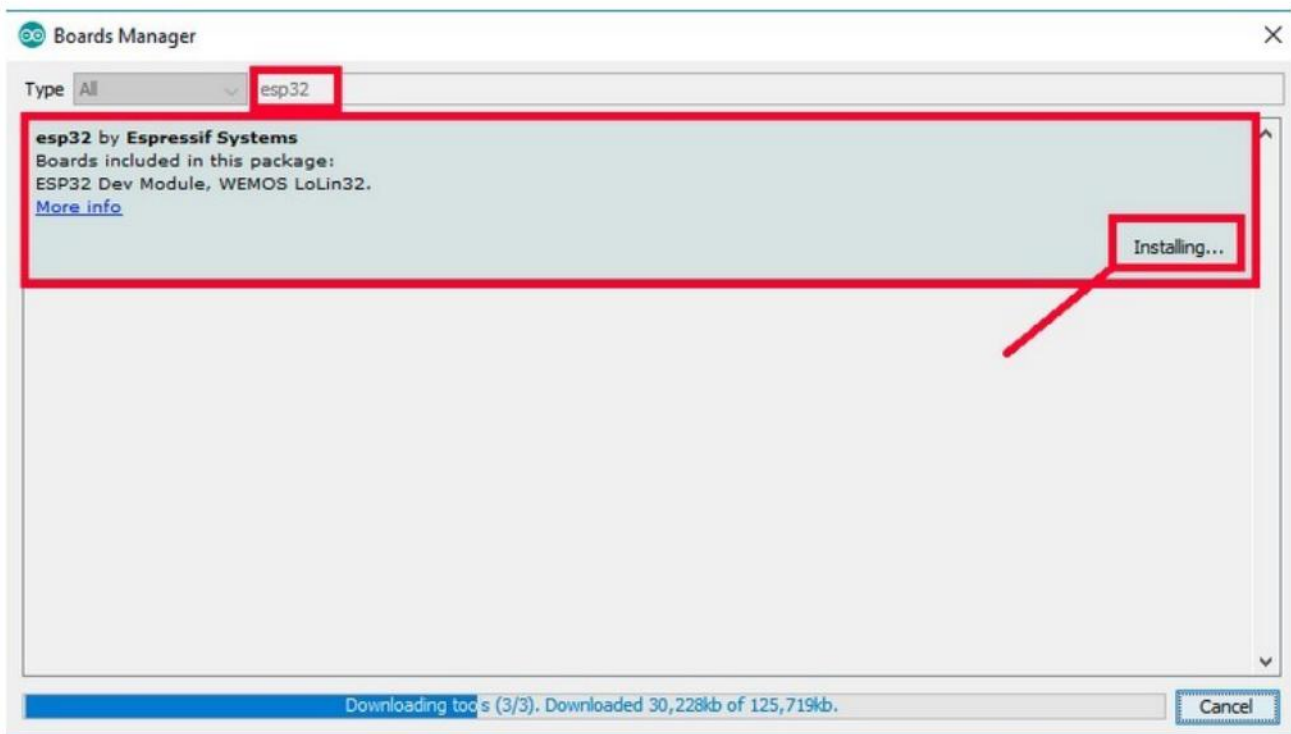 Boards Manager
Type All esp32
esp32 by Espressif Systems
Boards included in this package:
ESP32 Dev Module, WEMOS LoLin32.
More info
Installing...
Downloading tools (3/3). Downloaded 30,228kb of 125,719kb.
Cancel